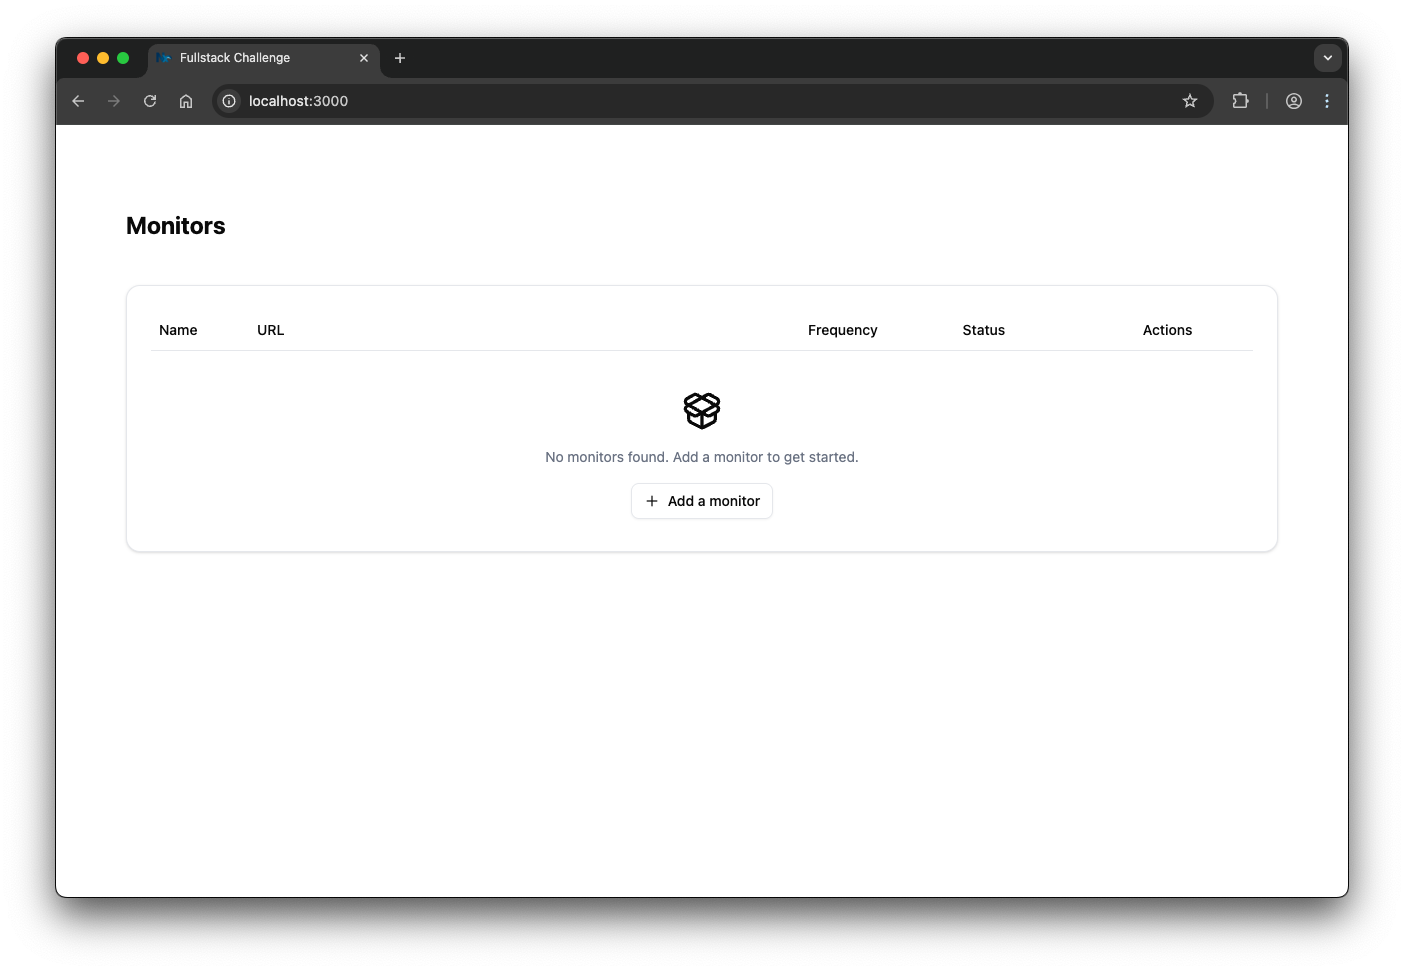 Fullstack Challenge
localhost:3000
Monitors
Name URL Frequency Status Actions
No monitors found. Add a monitor to get started.
Add a monitor